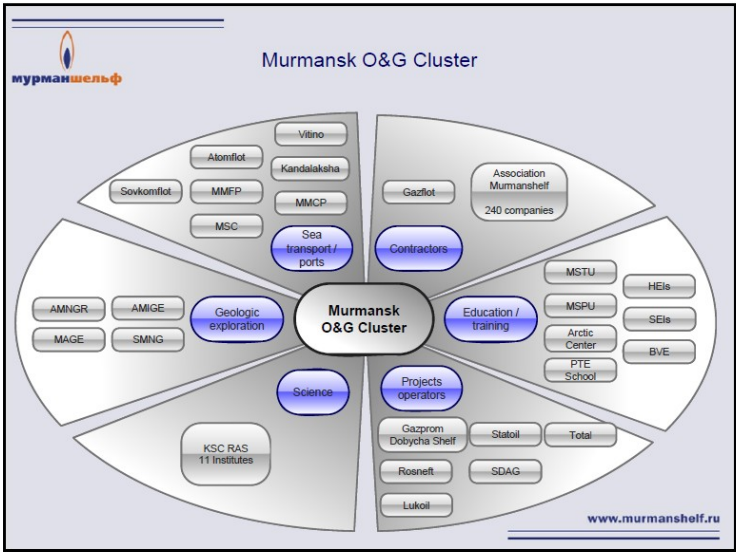 мурманшельф
Murmansk O&G Cluster
Vitino
Atomflot
Kandalaksha
Sovkomflot
MMFP
MMCP
MSC
Sea
transport /
ports
Gazflot
Association
Murmanshelf
240 companies
Contractors
AMNGR
AMIGE
MAGE
SMNG
Geologic
exploration
Murmansk
O&G Cluster
Education /
training
MSTU
HEIs
MSPU
SEIs
Arctic
Center
BVE
PTE
School
Science
KSC RAS
11 Institutes
Projects
operators
Gazprom
Dobycha Shelf
Statoil
Total
Rosneft
SDAG
Lukoil
www.murmanshelf.ru